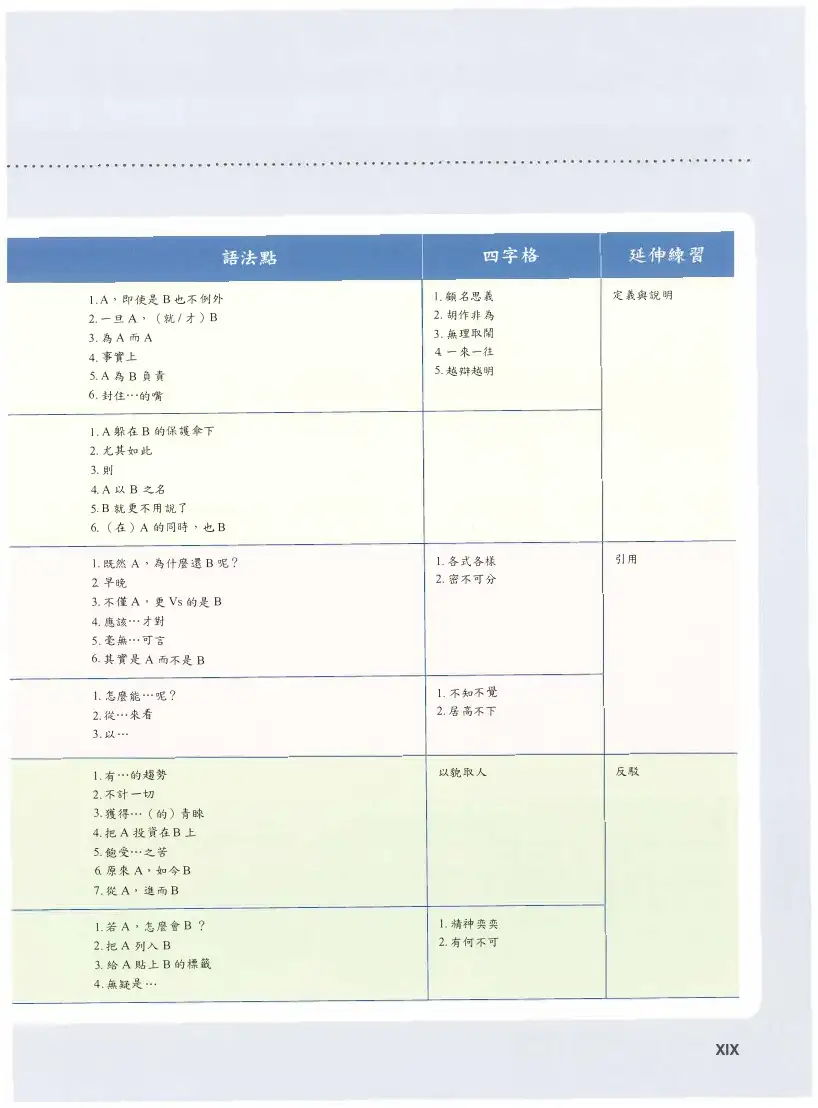 語法點
四字格
延伸練習
1. A，即使是 B 也不例外
2. 一旦 A，（就 / 才）B
3. 為 A 而 A
4. 事實上
5. A 為 B 負責
6. 封住…的嘴
1. 顧名思義
2. 胡作非為
3. 無理取鬧
4. 一來一往
5. 越辯越明
定義與說明
1. A 躲在 B 的保護傘下
2. 尤其如此
3. 則
4. A 以 B 之名
5. B 就更不用說了
6. （在）A 的同時，也 B
1. 既然 A，為什麼還 B 呢？
2. 早晚
3. 不僅 A，更 Vs 的是 B
4. 應該…才對
5. 毫無…可言
6. 其實是 A 而不是 B
1. 各式各樣
2. 密不可分
引用
1. 怎麼能…呢？
2. 從…來看
3. 以…
1. 不知不覺
2. 居高不下
1. 有…的趨勢
2. 不計一切
3. 獲得…（的）青睞
4. 把 A 投資在 B 上
5. 飽受…之苦
6. 原來 A，如今 B
7. 從 A，進而 B
以貌取人
反駁
1. 若 A，怎麼會 B ？
2. 把 A 列入 B
3. 給 A 貼上 B 的標籤
4. 無疑是…
1. 精神奕奕
2. 有何不可
XIX